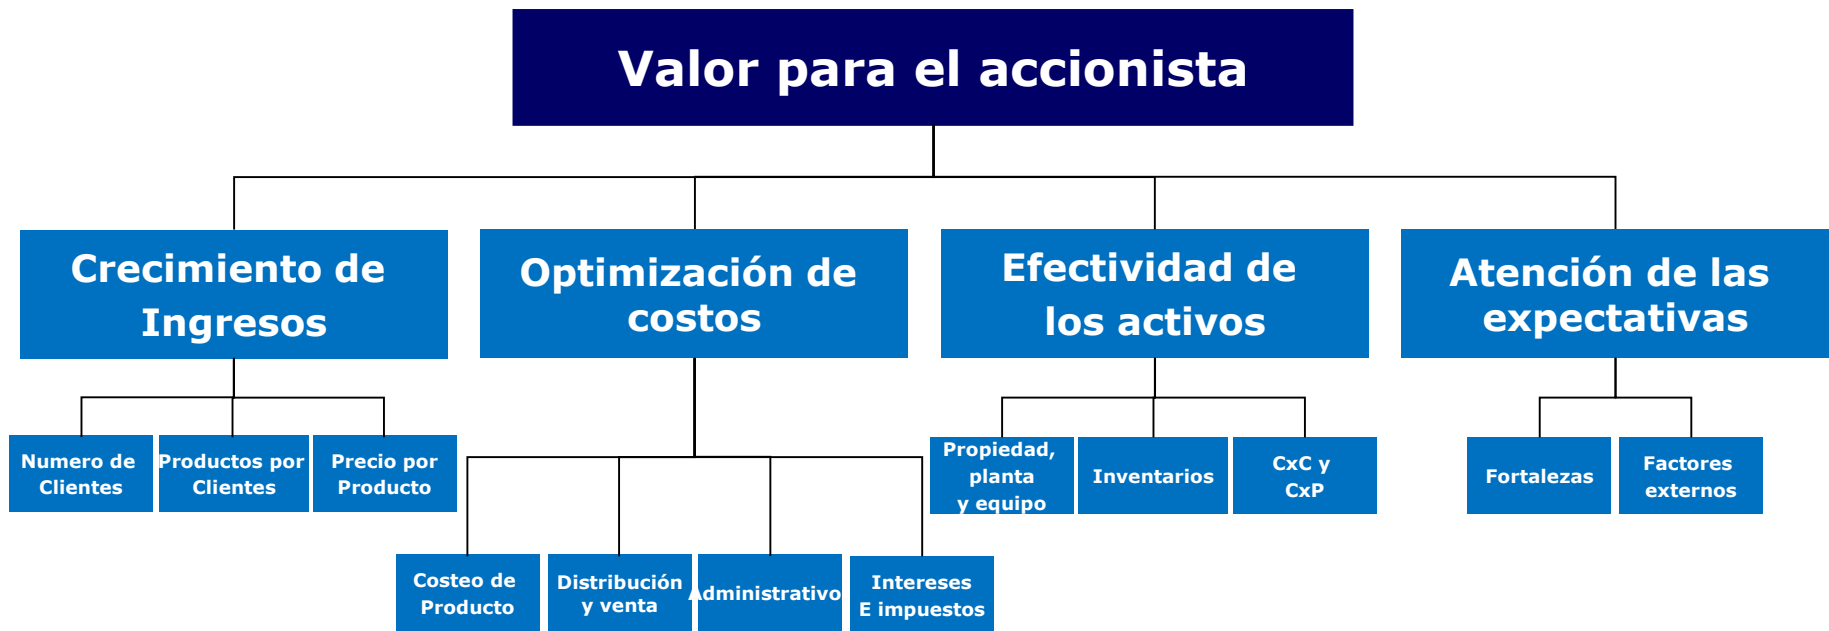 Valor para el accionista
Crecimiento de
Ingresos
Optimización de
costos
Efectividad de
los activos
Atención de las
expectativas
Numero de
Clientes
Productos por
Clientes
Precio por
Producto
Propiedad,
planta
y equipo
Inventarios
CxC y
CxP
Fortalezas
Factores
externos
Costeo de
Producto
Distribución
y venta
Administrativo
Intereses
E impuestos